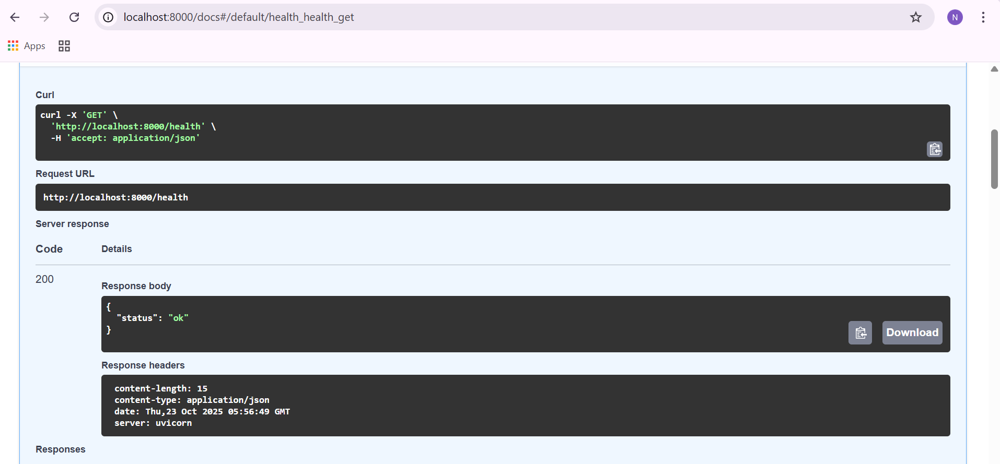 localhost:8000/docs#/default/health_health_get
N
Apps
Curl
curl -X 'GET' \
  'http://localhost:8000/health' \
  -H 'accept: application/json'
Request URL
http://localhost:8000/health
Server response
Code Details
200
Response body
{
  "status": "ok"
}
Download
Response headers
content-length: 15
content-type: application/json
date: Thu,23 Oct 2025 05:56:49 GMT
server: uvicorn
Responses